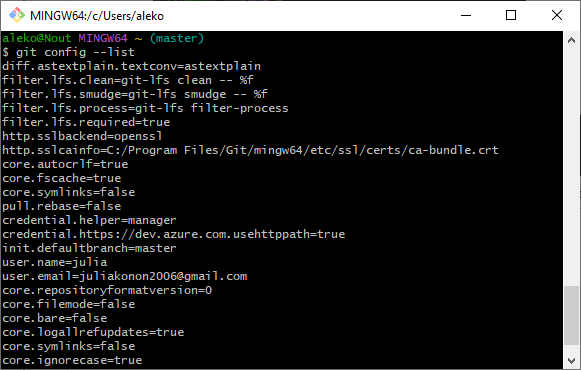 MINGW64:/c/Users/aleko
aleko@Nout MINGW64 ~ (master)
$ git config --list
diff.astextplain.textconv=astextplain
filter.lfs.clean=git-lfs clean -- %f
filter.lfs.smudge=git-lfs smudge -- %f
filter.lfs.process=git-lfs filter-process
filter.lfs.required=true
http.sslbackend=openssl
http.sslcainfo=C:/Program Files/Git/mingw64/etc/ssl/certs/ca-bundle.crt
core.autocrlf=true
core.fscache=true
core.symlinks=false
pull.rebase=false
credential.helper=manager
credential.https://dev.azure.com.usehttppath=true
init.defaultbranch=master
user.name=julia
user.email=juliakonon2006@gmail.com
core.repositoryformatversion=0
core.filemode=false
core.bare=false
core.logallrefupdates=true
core.symlinks=false
core.ignorecase=true